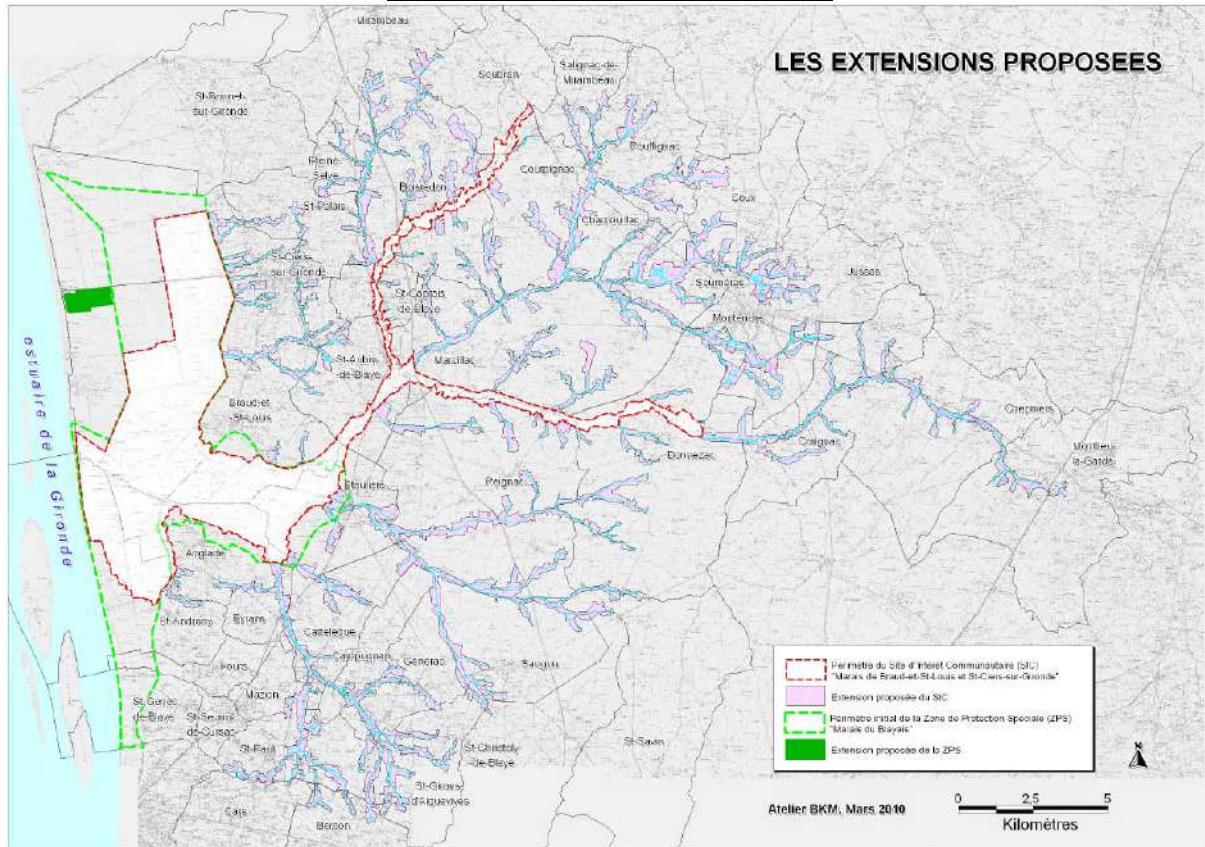 LES EXTENSIONS PROPOSEES
Mirambeau
Soubran
Salignac-de-
Mirambeau
St-Bonnet-
sur-Gironde
Rouffignac
Pleine-
Selve
Boisredon
Courpignac
Coux
St-Palais
Chamouillac
St-Ciers-
sur-Gironde
Jussas
Soumeras
St-Caprais
de-Blaye
Montendre
St-Aubin-
de-Blaye
Marcillac
estuaire de la Gironde
Braud-et-
-St-Louis
Chepniers
Corignac
Montlieu-
la-Garde
Donnezac
Reignac
Etauliers
Anglade
St-Androny
Eyrans
Cartelègue
Campugnan
Générac
Saugon
Fours
Mazion
St-Genès-
de-Blaye
St-Seurin-
de-Cursac
St-Christoly
-de-Blaye
St-Savin
St-Paul
St-Girons
d'Aiguevives
Cars
Berson
Périmètre du Site d'Intérêt Communautaire (SIC)
"Marais de Braud-et-St-Louis et St-Ciers-sur-Gironde"
Extension proposée du SIC
Périmètre initial de la Zone de Protection Spéciale (ZPS)
"Marais du Blayais"
Extension proposée de la ZPS
N
Atelier BKM, Mars 2010
0 2,5 5
Kilomètres